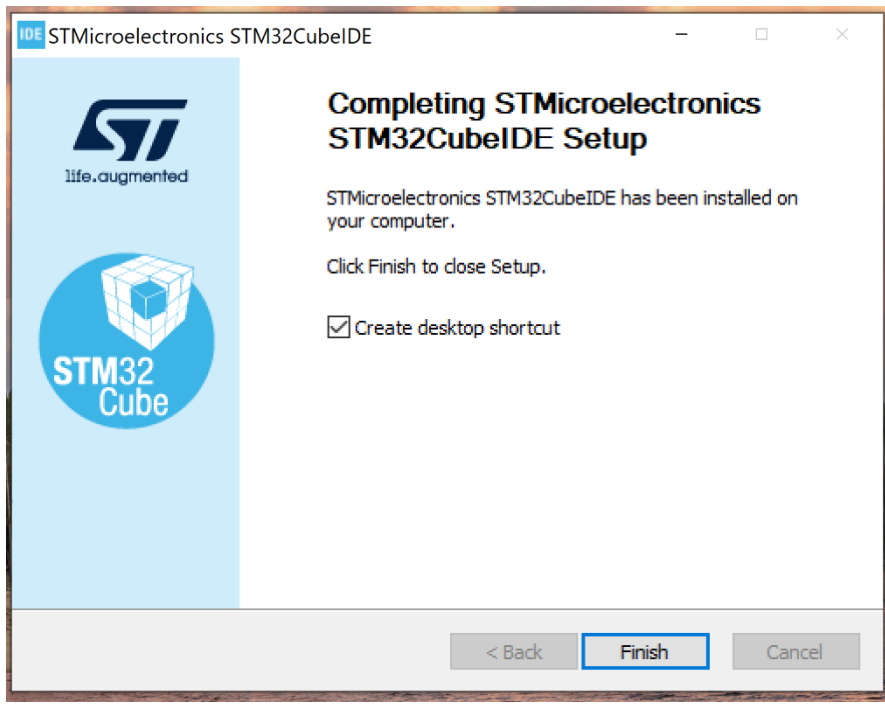 IDE STMicroelectronics STM32CubeIDE
ST
life.augmented
STM32
Cube
Completing STMicroelectronics
STM32CubeIDE Setup
STMicroelectronics STM32CubeIDE has been installed on
your computer.
Click Finish to close Setup.
Create desktop shortcut
< Back
Finish
Cancel